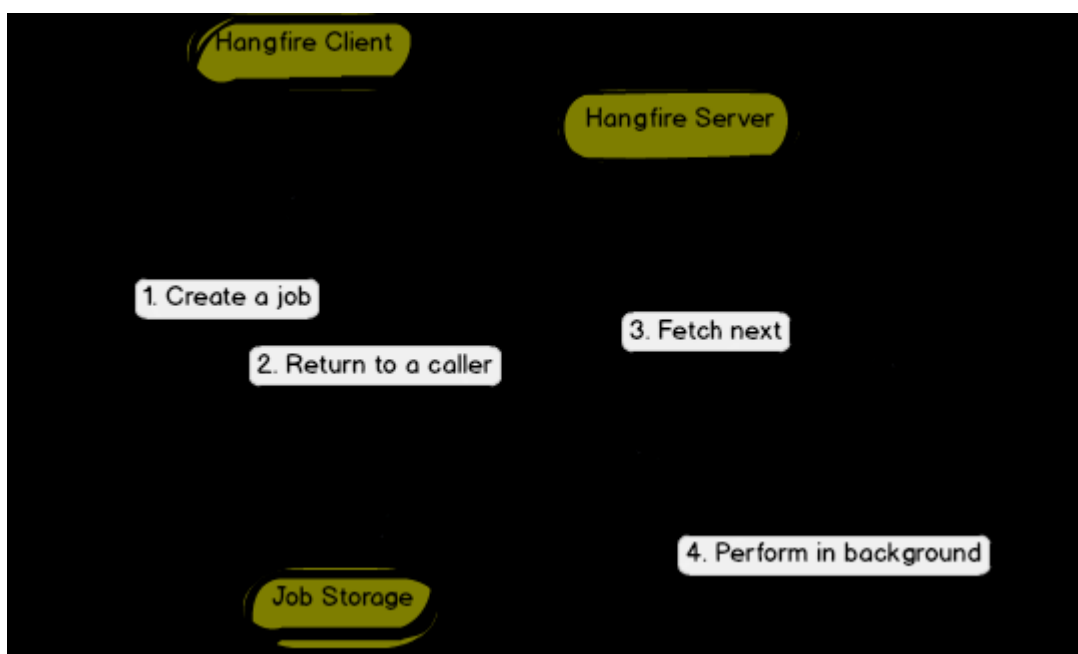 Hangfire Client
Hangfire Server
1. Create a job
3. Fetch next
2. Return to a caller
4. Perform in background
Job Storage